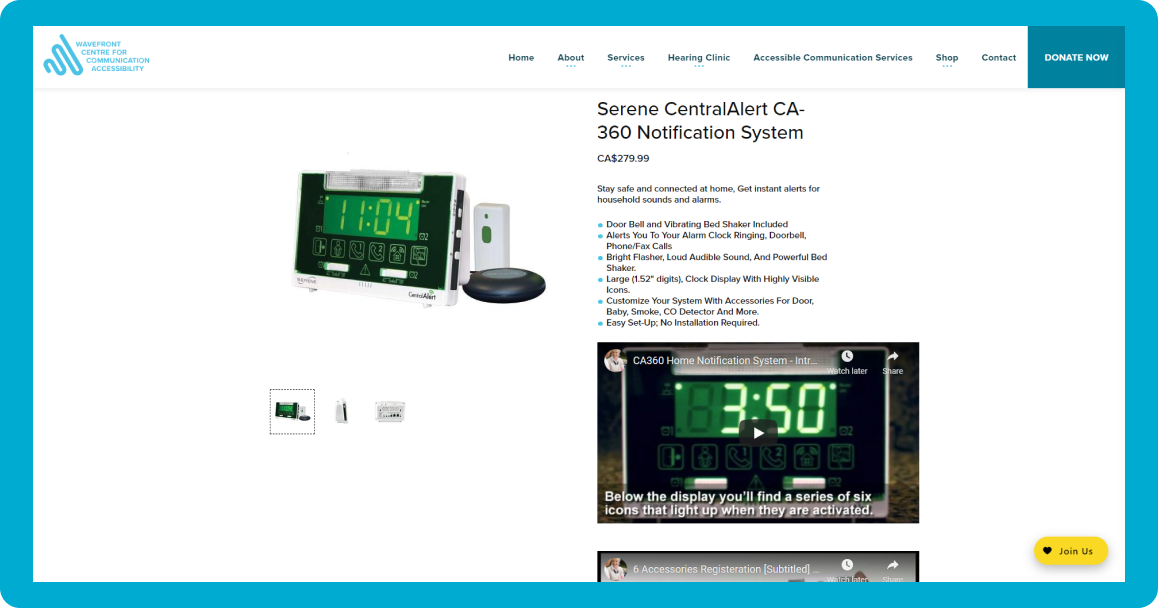 WAVEFRONT
CENTRE FOR
COMMUNICATION
ACCESSIBILITY
Home
About
Services
Hearing Clinic
Accessible Communication Services
Shop
Contact
DONATE NOW
Serene CentralAlert CA-
360 Notification System
CA$279.99
Stay safe and connected at home, Get instant alerts for
household sounds and alarms.
Door Bell and Vibrating Bed Shaker Included
Alerts You To Your Alarm Clock Ringing, Doorbell,
Phone/Fax Calls
Bright Flasher, Loud Audible Sound, And Powerful Bed
Shaker.
Large (1.52" digits), Clock Display With Highly Visible
Icons.
Customize Your System With Accessories For Door,
Baby, Smoke, CO Detector And More.
Easy Set-Up; No Installation Required.
11:04
SERENE
CentralAlert
CA360 Home Notification System - Intr...
Watch later
Share
3:50
Below the display you'll find a series of six
icons that light up when they are activated.
6 Accessories Registeration [Subtitled] ...
Watch later
Share
Join Us